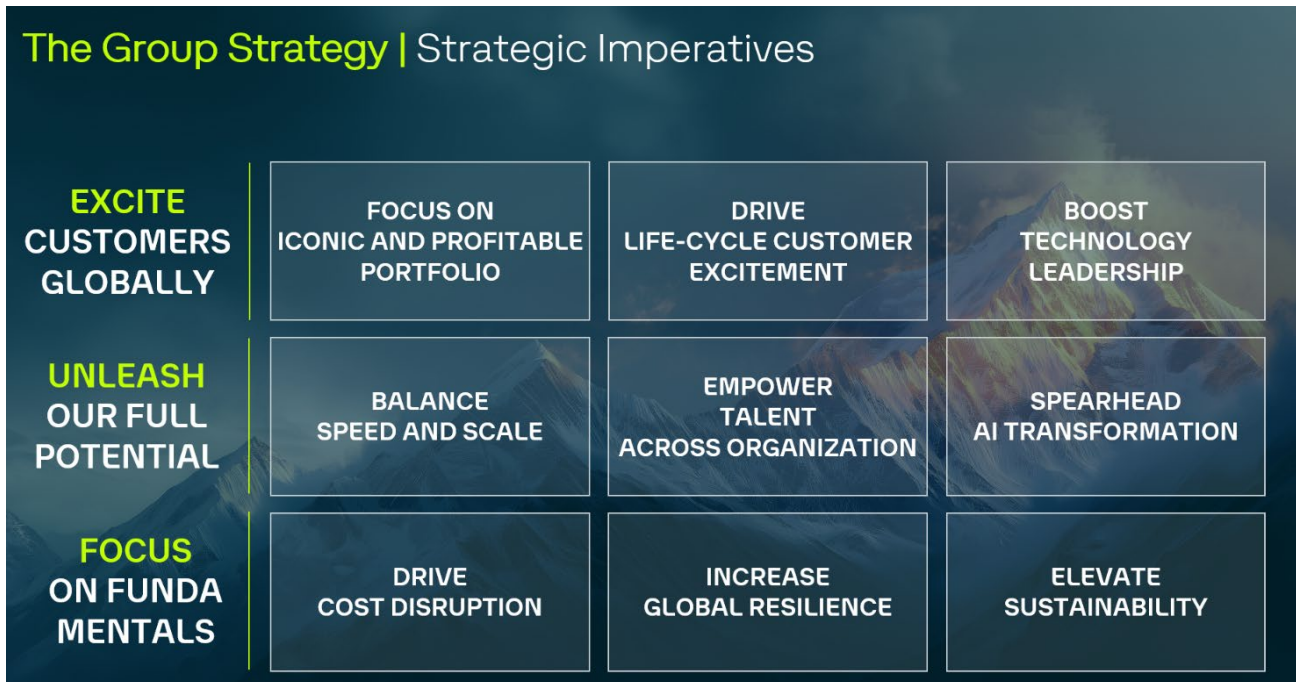 The Group Strategy | Strategic Imperatives
EXCITE
CUSTOMERS
GLOBALLY
FOCUS ON
ICONIC AND PROFITABLE
PORTFOLIO
DRIVE
LIFE-CYCLE CUSTOMER
EXCITEMENT
BOOST
TECHNOLOGY
LEADERSHIP
UNLEASH
OUR FULL
POTENTIAL
BALANCE
SPEED AND SCALE
EMPOWER
TALENT
ACROSS ORGANIZATION
SPEARHEAD
AI TRANSFORMATION
FOCUS
ON FUNDA
MENTALS
DRIVE
COST DISRUPTION
INCREASE
GLOBAL RESILIENCE
ELEVATE
SUSTAINABILITY